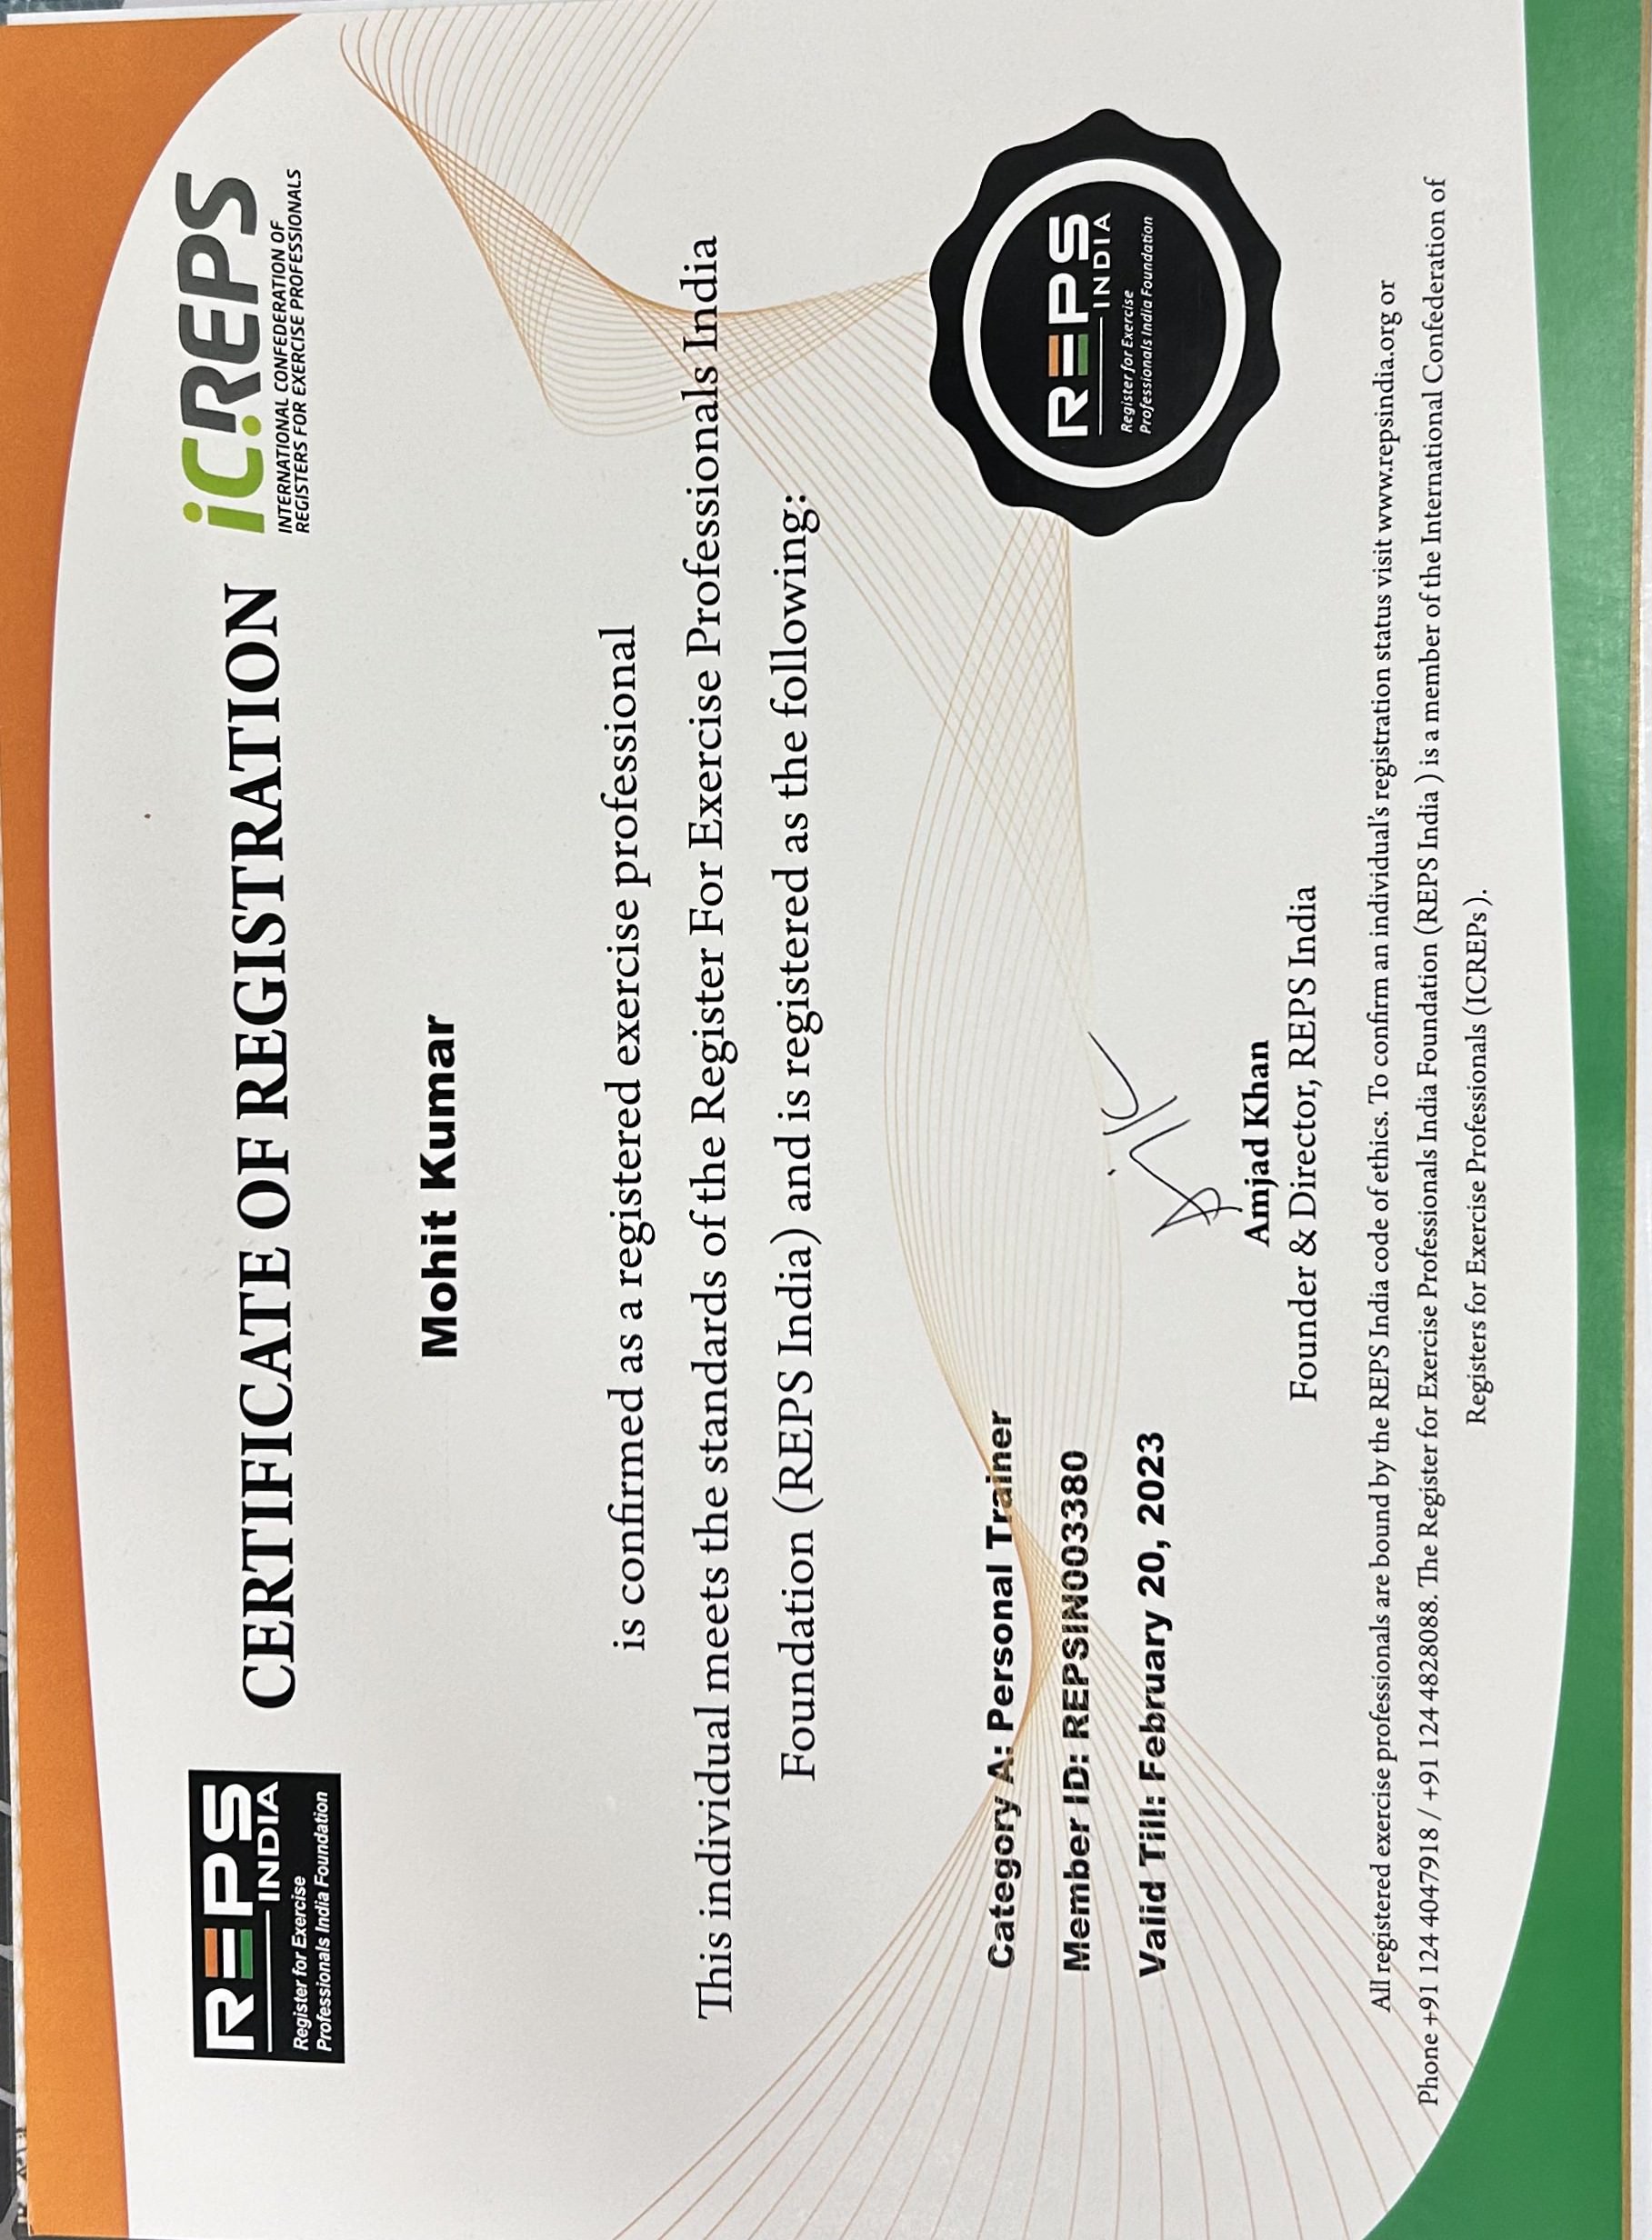 REPS
INDIA
Register for Exercise
Professionals India Foundation
CERTIFICATE OF REGISTRATION
iCREPS
INTERNATIONAL CONFEDERATION OF
REGISTERS FOR EXERCISE PROFESSIONALS
Mohit Kumar
is confirmed as a registered exercise professional
This individual meets the standards of the Register For Exercise Professionals India
Foundation (REPS India) and is registered as the following:
Category A: Personal Trainer
Member ID: REPSIN003380
Valid Till: February 20, 2023
Amjad Khan
Founder & Director, REPS India
REPS
INDIA
Register for Exercise
Professionals India Foundation
All registered exercise professionals are bound by the REPS India code of ethics. To confirm an individual's registration status visit www.repsindia.org or
Phone +91 124 4047918 / +91 124 4828088. The Register for Exercise Professionals India Foundation (REPS India ) is a member of the International Confederation of
Registers for Exercise Professionals (ICREPs ).